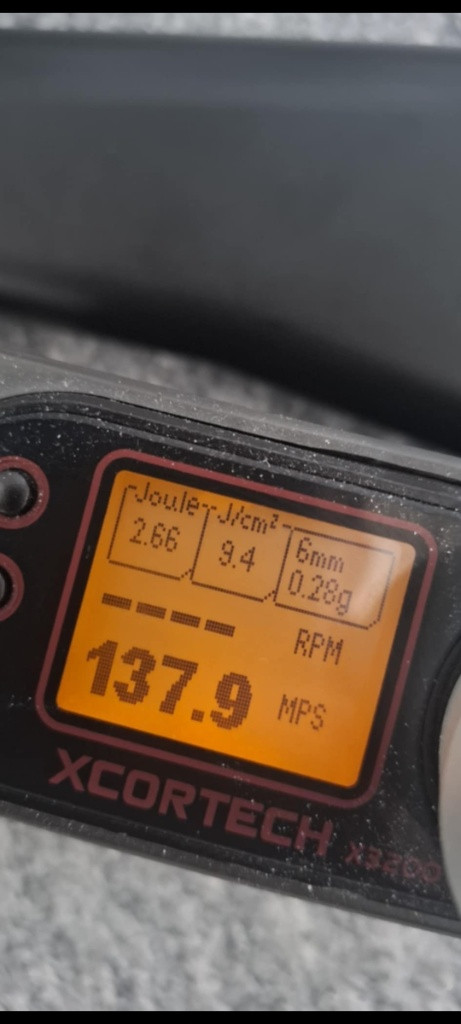 Joule J/cm² 6mm
2.66 9.4 0.28g
---- RPM
137.9 MPS
XCORTECH X3200